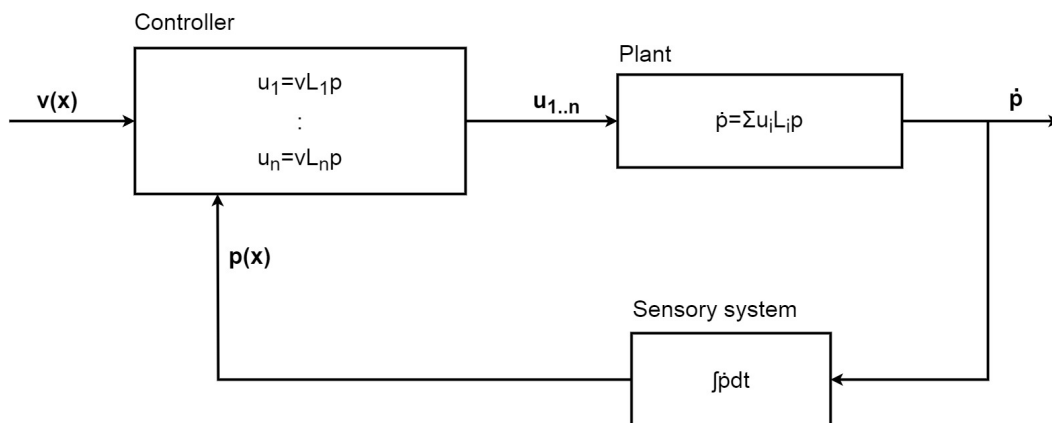 Controller
v(x)
u₁=vL₁p
:
uₙ=vLₙp
u₁..ₙ
Plant
ṗ=ΣuᵢLᵢp
ṗ
p(x)
Sensory system
∫ṗdt